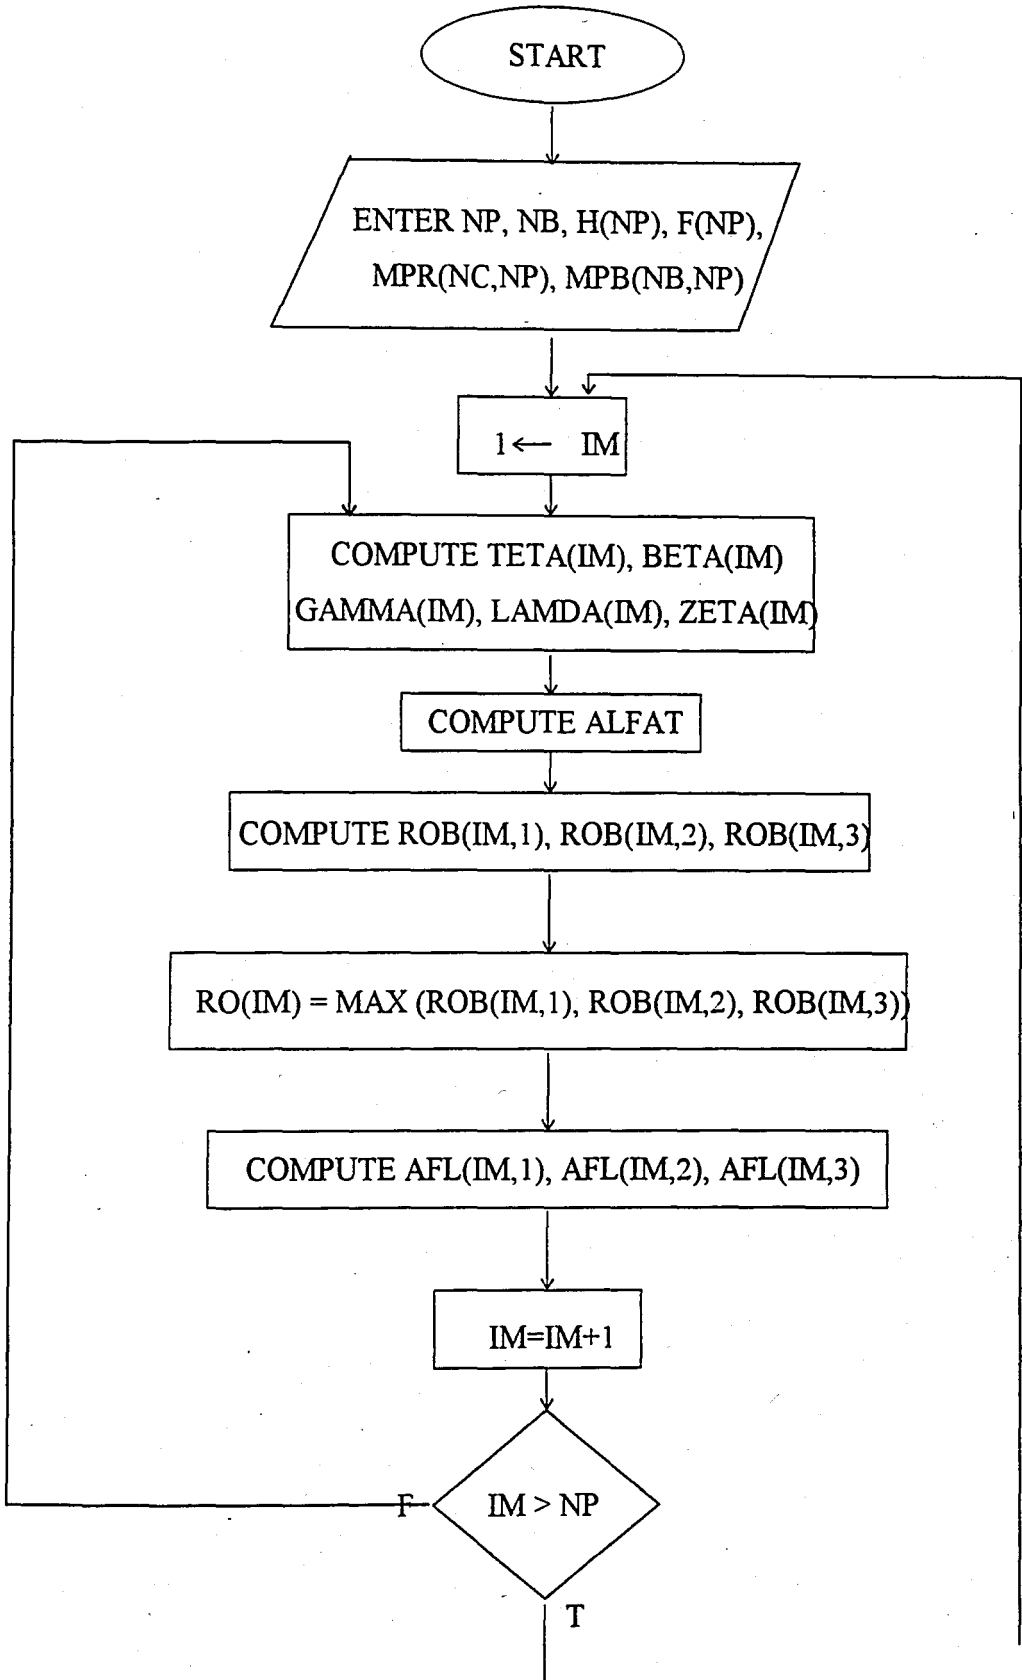 START
ENTER NP, NB, H(NP), F(NP),
MPR(NC,NP), MPB(NB,NP)
1 ← IM
COMPUTE TETA(IM), BETA(IM)
GAMMA(IM), LAMDA(IM), ZETA(IM)
COMPUTE ALFAT
COMPUTE ROB(IM,1), ROB(IM,2), ROB(IM,3)
RO(IM) = MAX (ROB(IM,1), ROB(IM,2), ROB(IM,3))
COMPUTE AFL(IM,1), AFL(IM,2), AFL(IM,3)
IM=IM+1
F
IM > NP
T